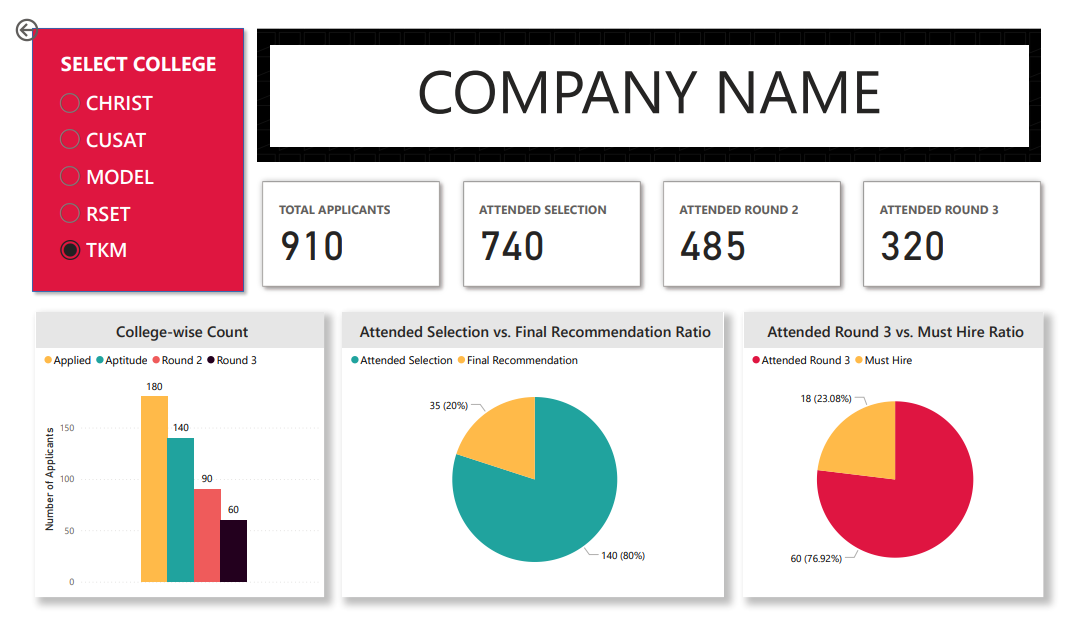 SELECT COLLEGE
CHRIST
CUSAT
MODEL
RSET
TKM
COMPANY NAME
TOTAL APPLICANTS
910
ATTENDED SELECTION
740
ATTENDED ROUND 2
485
ATTENDED ROUND 3
320
College-wise Count
Applied Aptitude Round 2 Round 3
Number of Applicants
150
100
50
0
180
140
90
60
Attended Selection vs. Final Recommendation Ratio
Attended Selection Final Recommendation
35 (20%)
140 (80%)
Attended Round 3 vs. Must Hire Ratio
Attended Round 3 Must Hire
18 (23.08%)
60 (76.92%)